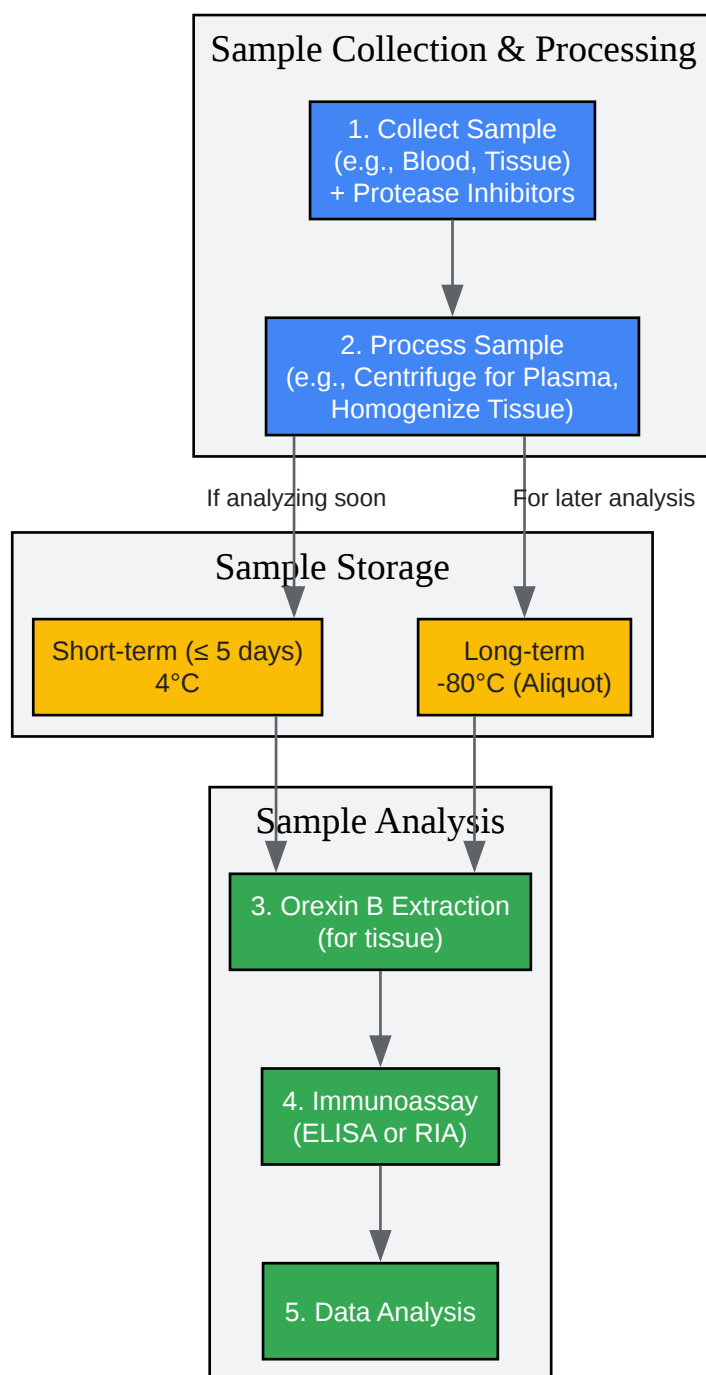 Sample Collection & Processing
1. Collect Sample
(e.g., Blood, Tissue)
+ Protease Inhibitors
2. Process Sample
(e.g., Centrifuge for Plasma,
Homogenize Tissue)
If analyzing soon
For later analysis
Sample Storage
Short-term (≤ 5 days)
4°C
Long-term
-80°C (Aliquot)
Sample Analysis
3. Orexin B Extraction
(for tissue)
4. Immunoassay
(ELISA or RIA)
5. Data Analysis